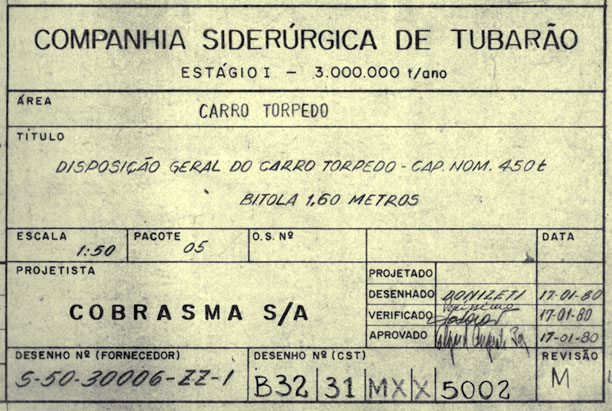 COMPANHIA SIDERÚRGICA DE TUBARÃO
ESTÁGIO I - 3.000.000 t/ano
ÁREA
CARRO TORPEDO
TÍTULO
DISPOSIÇÃO GERAL DO CARRO TORPEDO - CAP. NOM. 450t
BITOLA 1,60 METROS
ESCALA 1:50 PACOTE 05 O.S. Nº DATA
PROJETISTA
COBRASMA S/A
PROJETADO
DESENHADO DONIZETI 17-01-80
VERIFICADO 17-01-80
APROVADO 17-01-80
DESENHO Nº (FORNECEDOR) DESENHO Nº (CST) REVISÃO
S-50-30006-ZZ-1 B32 31 MXX 5002 M